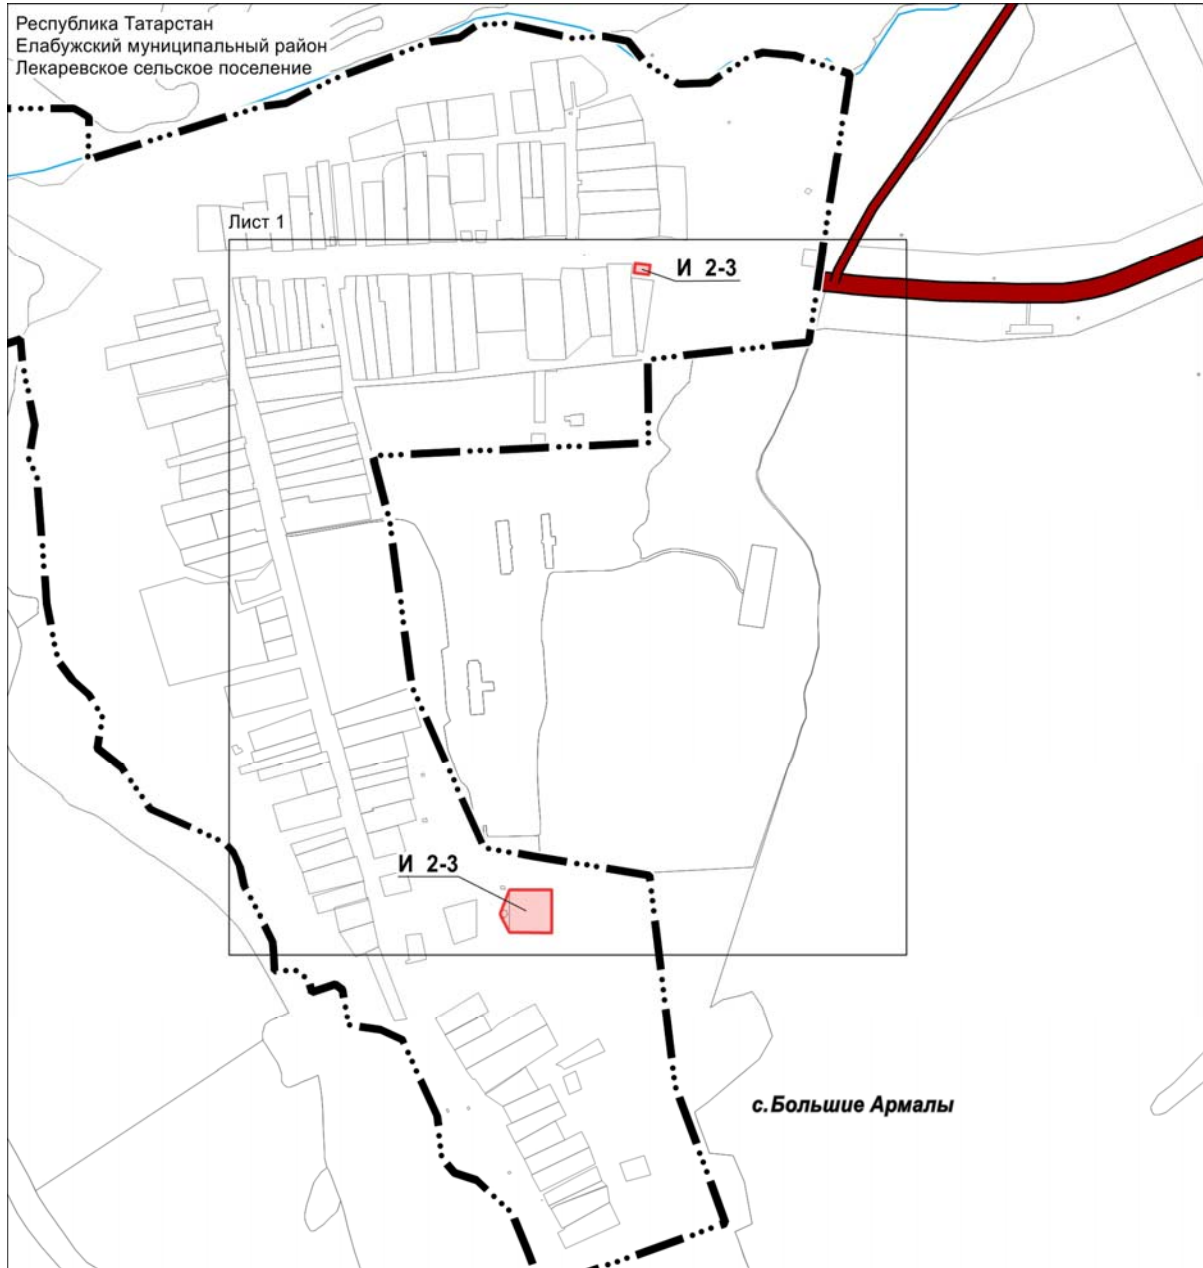 Республика Татарстан
Елабужский муниципальный район
Лекаревское сельское поселение
Лист 1
И 2-3
И 2-3
с.Большие Армалы